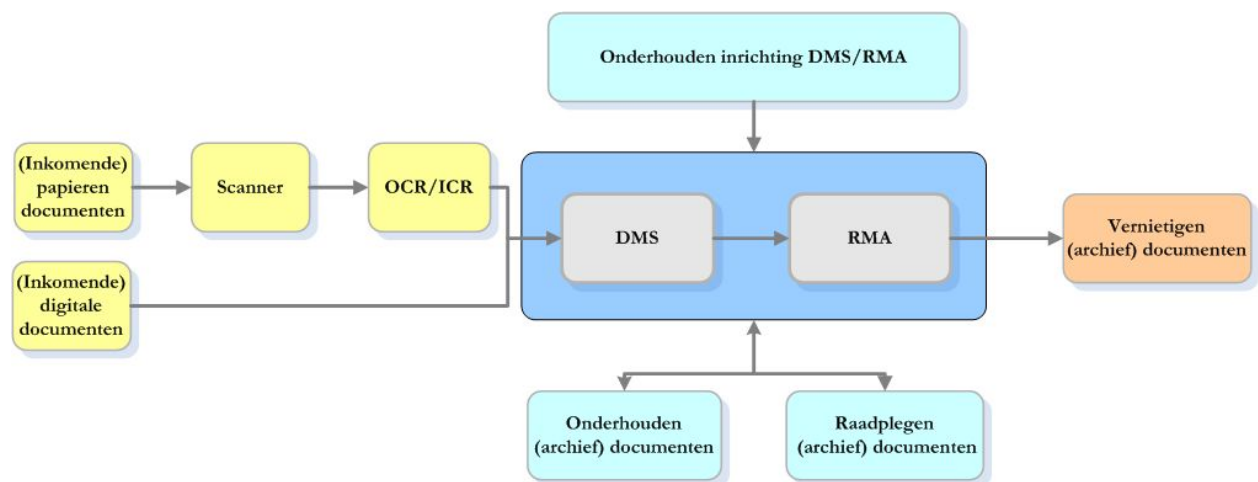 Onderhouden inrichting DMS/RMA
(Inkomende)
papieren
documenten
Scanner
OCR/ICR
DMS
RMA
Vernietigen
(archief) documenten
(Inkomende)
digitale
documenten
Onderhouden
(archief) documenten
Raadplegen
(archief) documenten